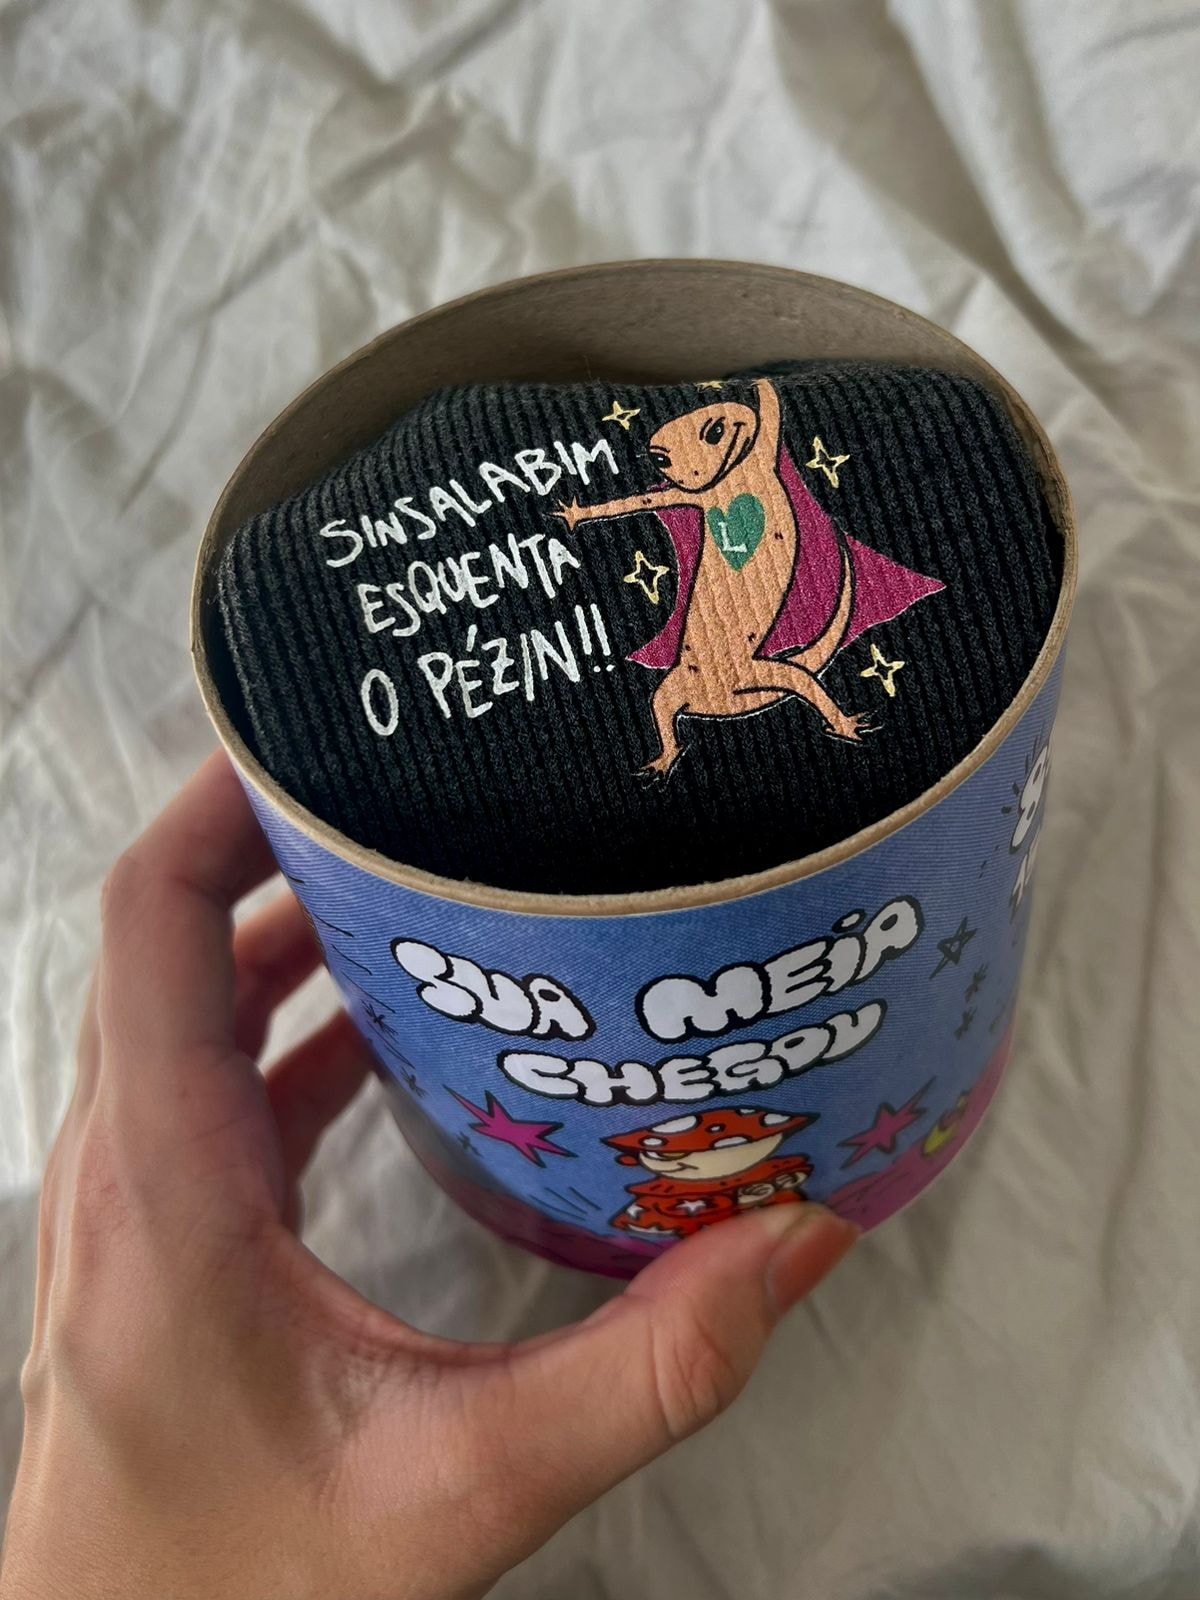 SINSALABIM
ESQUENTA
O PÉZIN!!
L
SUA MEIA
CHEGOU